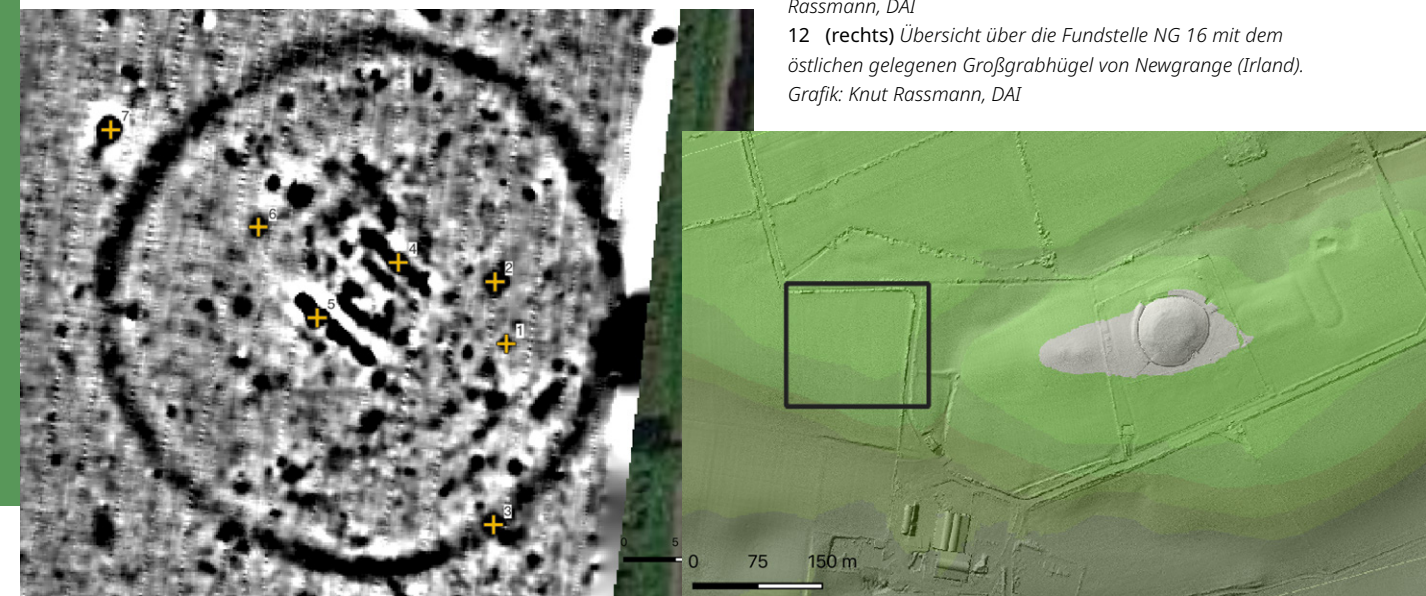 Rassmann, DAI
12 (rechts) Übersicht über die Fundstelle NG 16 mit dem
östlichen gelegenen Großgrabhügel von Newgrange (Irland).
Grafik: Knut Rassmann, DAI
7
6
4
2
5
1
3
0 5
0 75 150 m